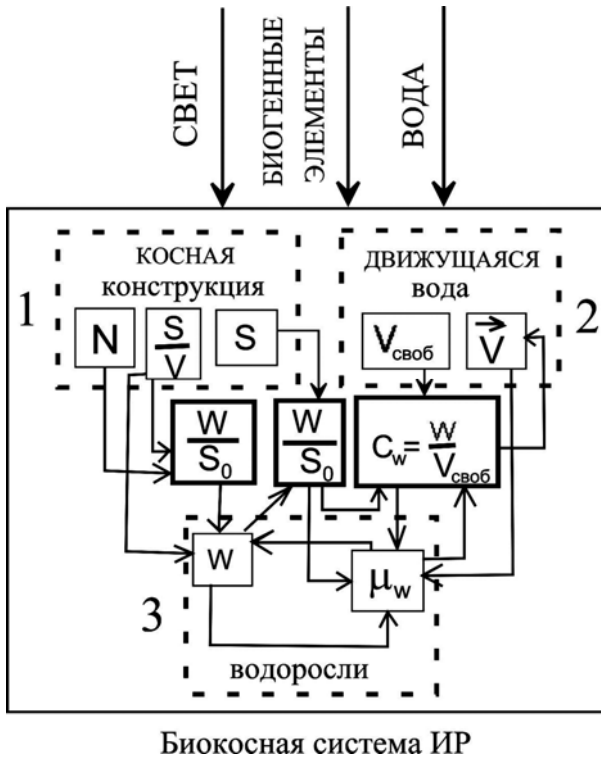 СВЕТ
БИОГЕННЫЕ
ЭЛЕМЕНТЫ
ВОДА
КОСНАЯ
конструкция
ДВИЖУЩАЯСЯ
вода
1
N
S
V
S
Vсвоб
V
2
W
S₀
W
S₀
Cw = W
Vсвоб
3
W
μw
водоросли
Биокосная система ИР